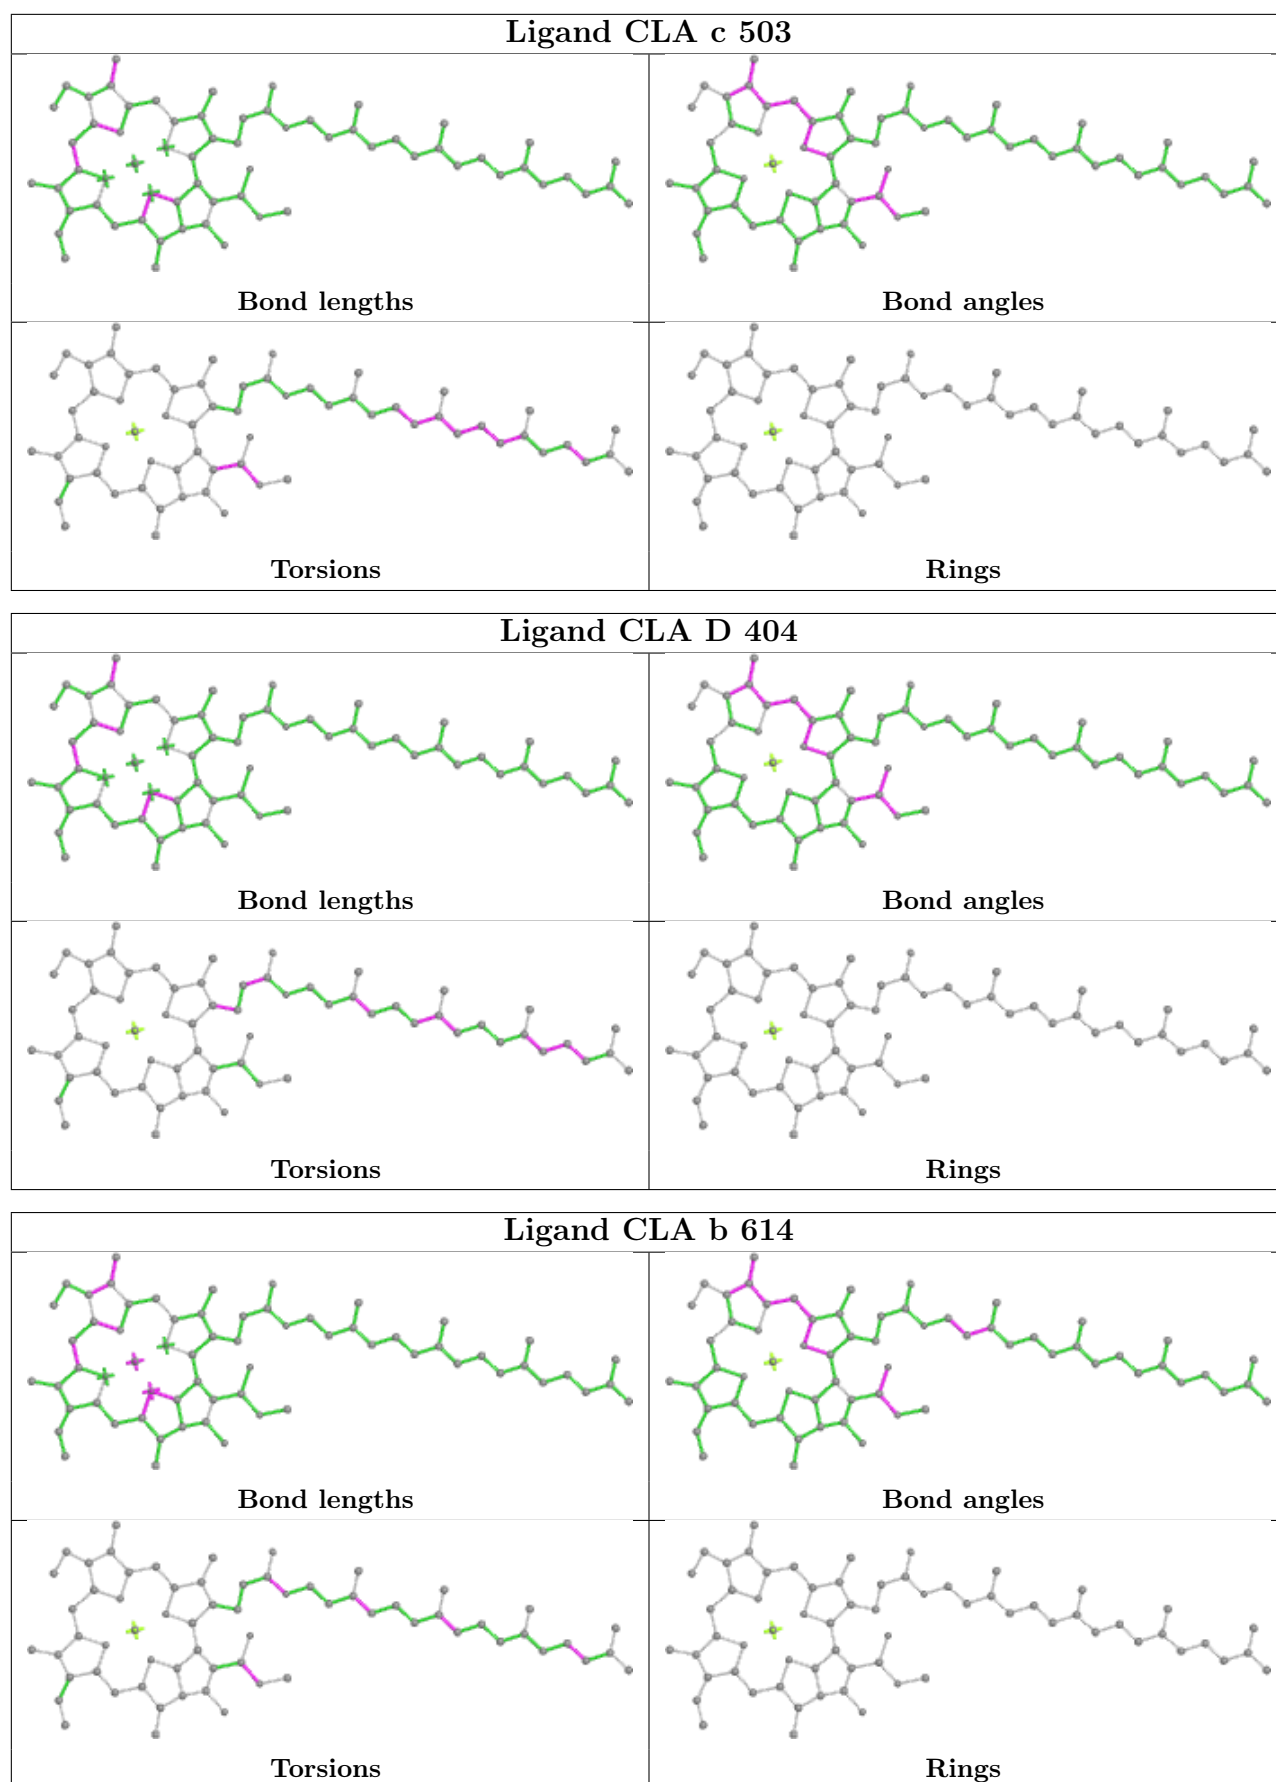 Ligand CLA c 503
Bond lengths
Bond angles
Torsions
Rings
Ligand CLA D 404
Bond lengths
Bond angles
Torsions
Rings
Ligand CLA b 614
Bond lengths
Bond angles
Torsions
Rings